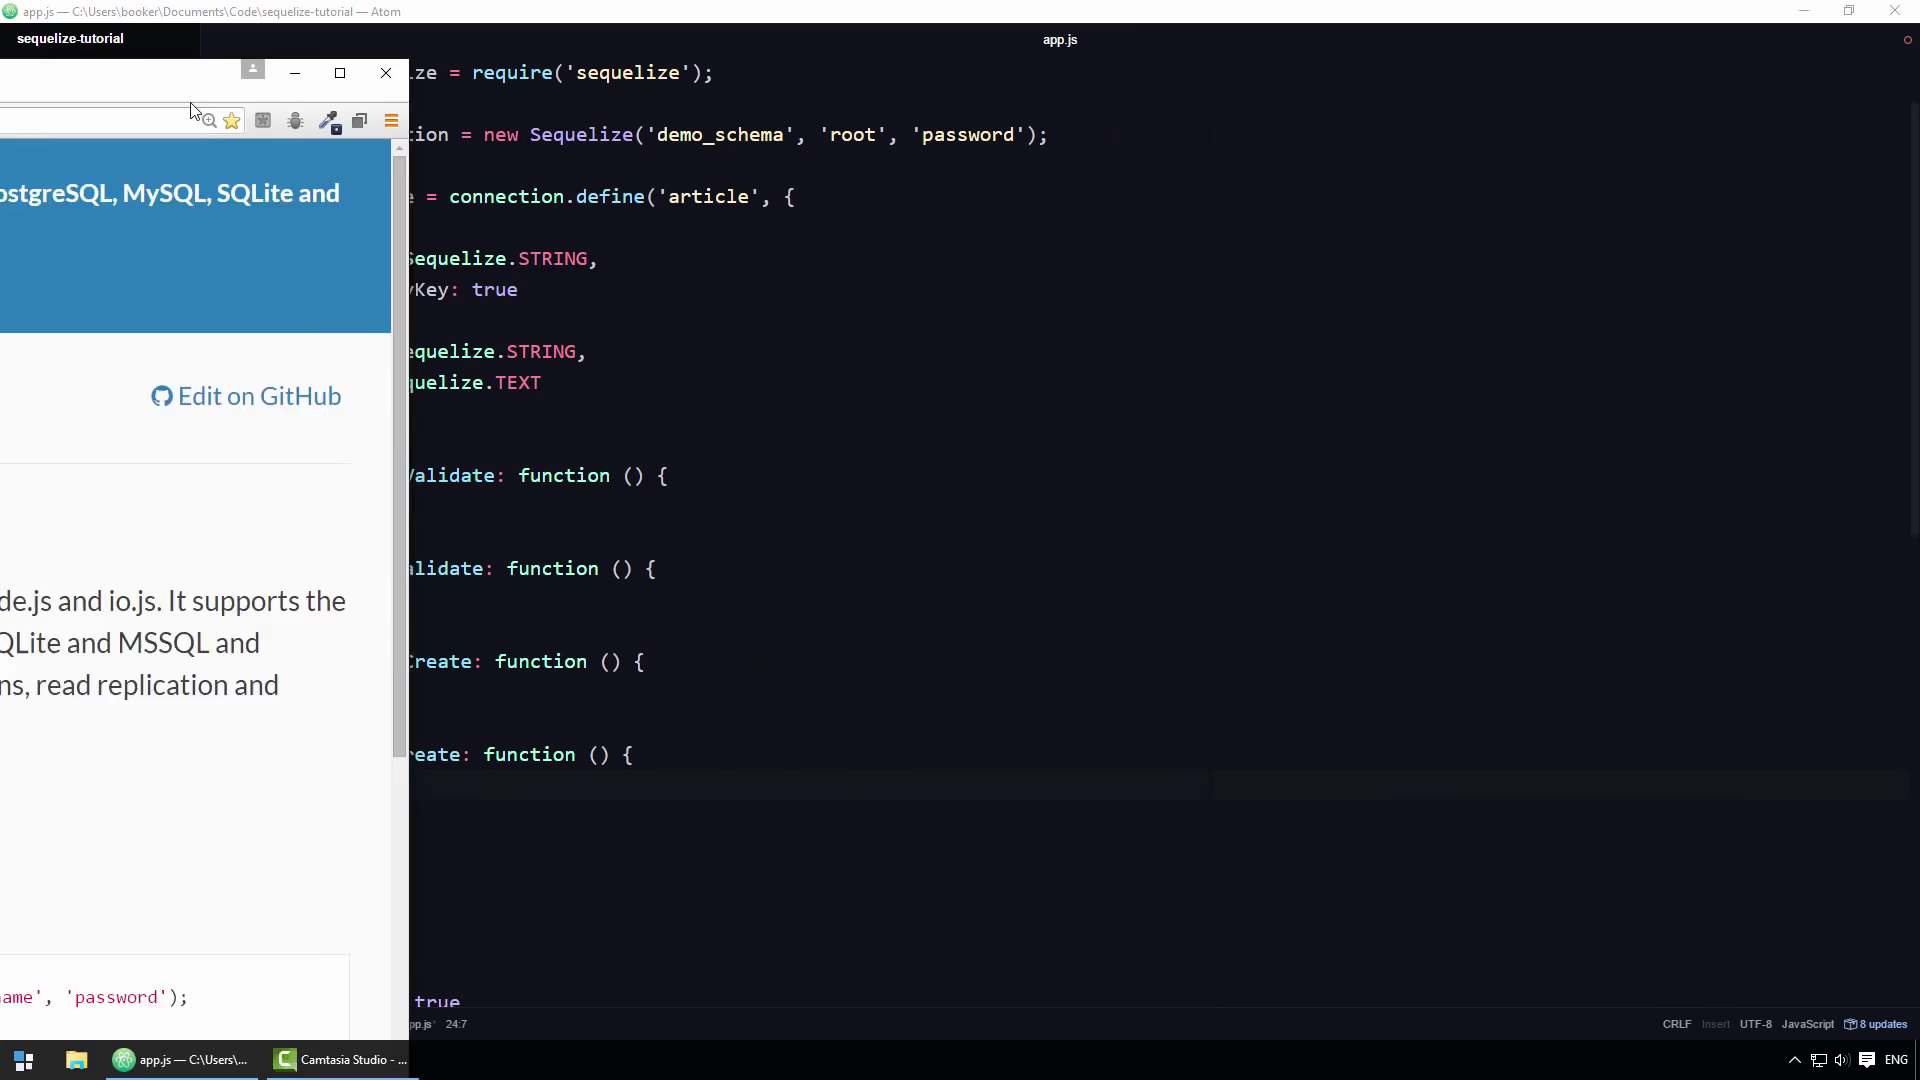 app.js — C:\Users\booker\Documents\Code\sequelize-tutorial — Atom
sequelize-tutorial
app.js
ize = require('sequelize');
tion = new Sequelize('demo_schema', 'root', 'password');
e = connection.define('article', {
Sequelize.STRING,
yKey: true
equelize.STRING,
quelize.TEXT
Validate: function () {
alidate: function () {
Create: function () {
reate: function () {
true
ostgreSQL, MySQL, SQLite and
Edit on GitHub
de.js and io.js. It supports the
QLite and MSSQL and
ns, read replication and
ame', 'password');
pp.js 24:7
CRLF Insert UTF-8 JavaScript 8 updates
app.js — C:\Users\... Camtasia Studio - ... ENG